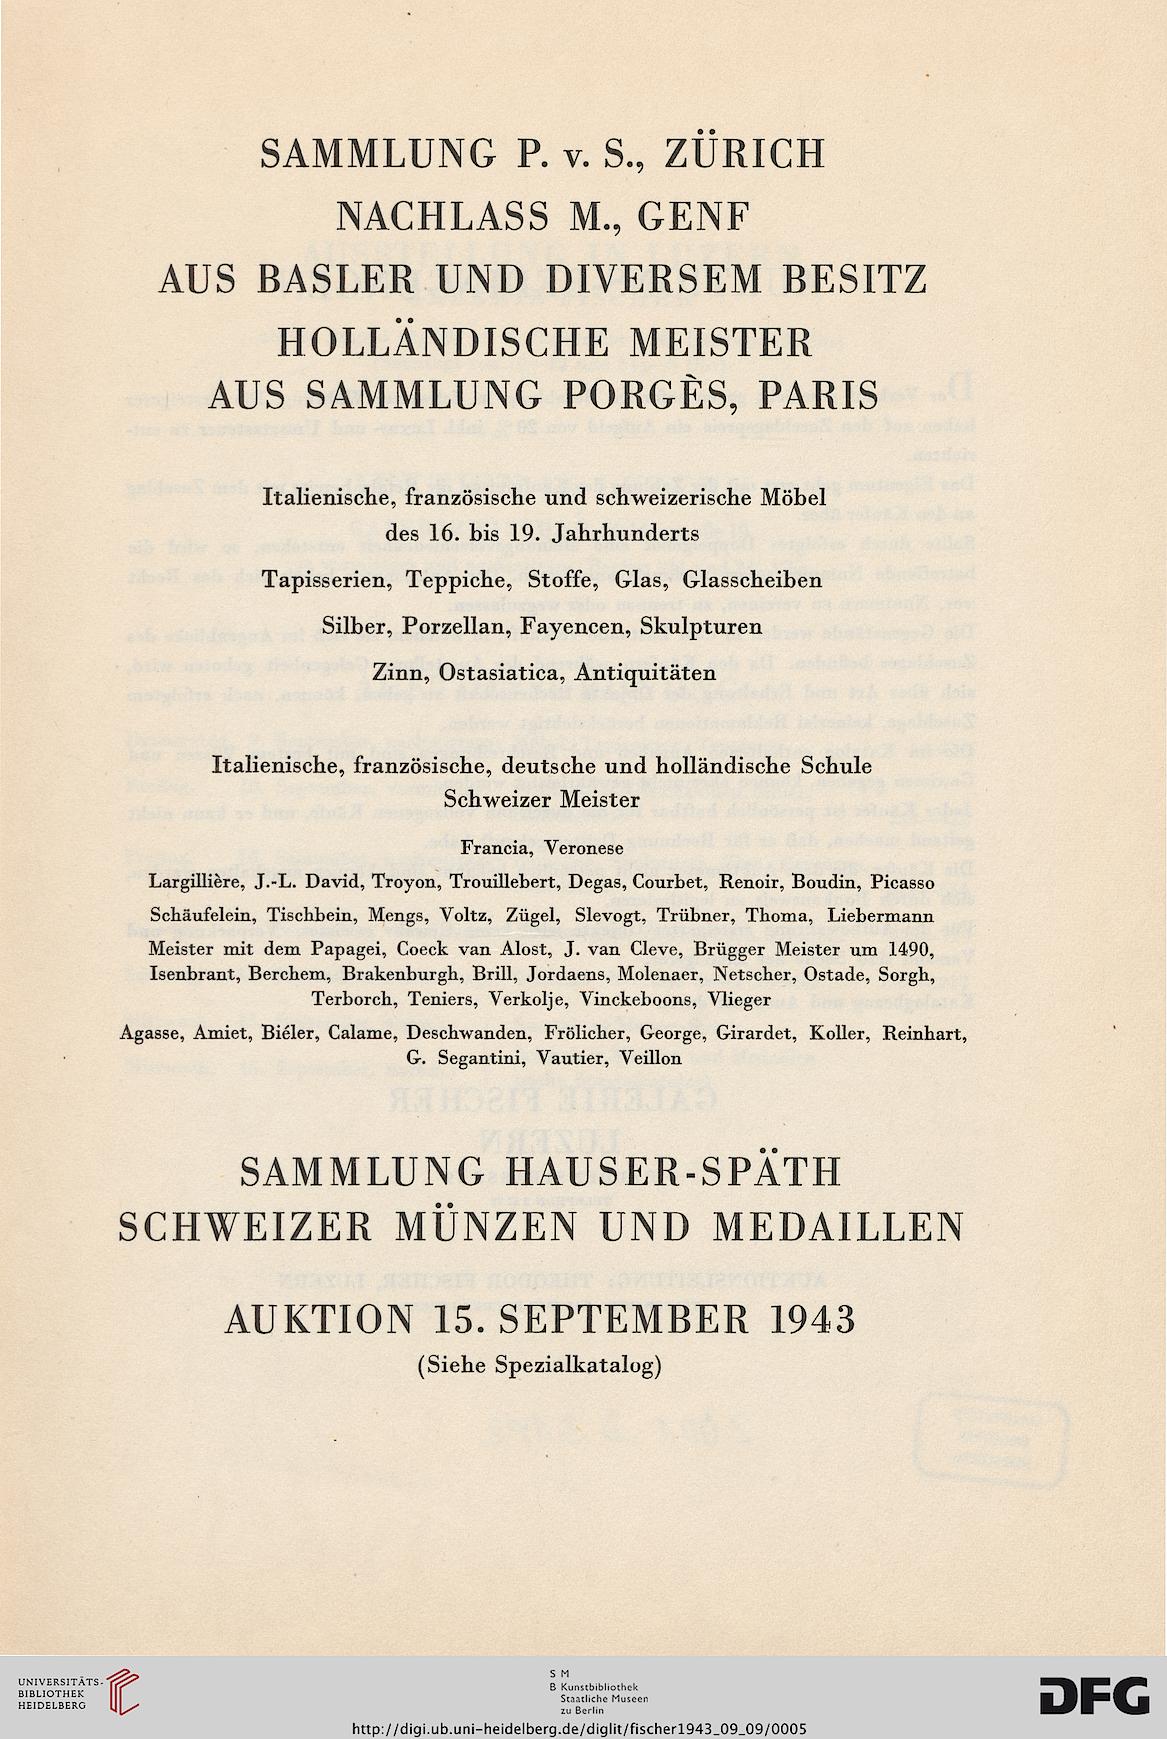 SAMMLUNG P. v. S., ZÜRICH
NACHLASS M., GENF
AUS BASLER UND DIVERSEM BESITZ
HOLLÄNDISCHE MEISTER
AUS SAMMLUNG PORGÈS, PARIS
Italienische, französische und schweizerische Möbel
des 16. bis 19. Jahrhunderts
Tapisserien, Teppiche, Stoffe, Glas, Glasscheiben
Silber, Porzellan, Fayencen, Skulpturen
Zinn, Ostasiatica, Antiquitäten
Italienische, französische, deutsche und holländische Schule
Schweizer Meister
Francia, Veronese
Largillière, J.-L. David, Troyon, Trouillebert, Degas, Courbet, Renoir, Boudin, Picasso
Schäufelein, Tischbein, Mengs, Voltz, Zügel, Slevogt, Trübner, Thoma, Liebermann
Meister mit dem Papagei, Coeck van Alost, J. van Cleve, Brügger Meister um 1490,
Isenbrant, Berchem, Brakenburgh, Brill, Jordaens, Molenaer, Netscher, Ostade, Sorgh,
Terborch, Teniers, Verkolje, Vinckeboons, Vlieger
Agasse, Amiet, Biéler, Calame, Deschwanden, Frölicher, George, Girardet, Koller, Reinhart,
G. Segantini, Vautier, Veillon
SAMMLUNG HAUSER-SPÄTH
SCHWEIZER MÜNZEN UND MEDAILLEN
AUKTION 15. SEPTEMBER 1943
(Siehe Spezialkatalog)
UNIVERSITÄTS-
BIBLIOTHEK
HEIDELBERG
S M
B Kunstbibliothek
Staatliche Museen
zu Berlin
http://digi.ub.uni-heidelberg.de/diglit/fischer1943_09_09/0005
DFG